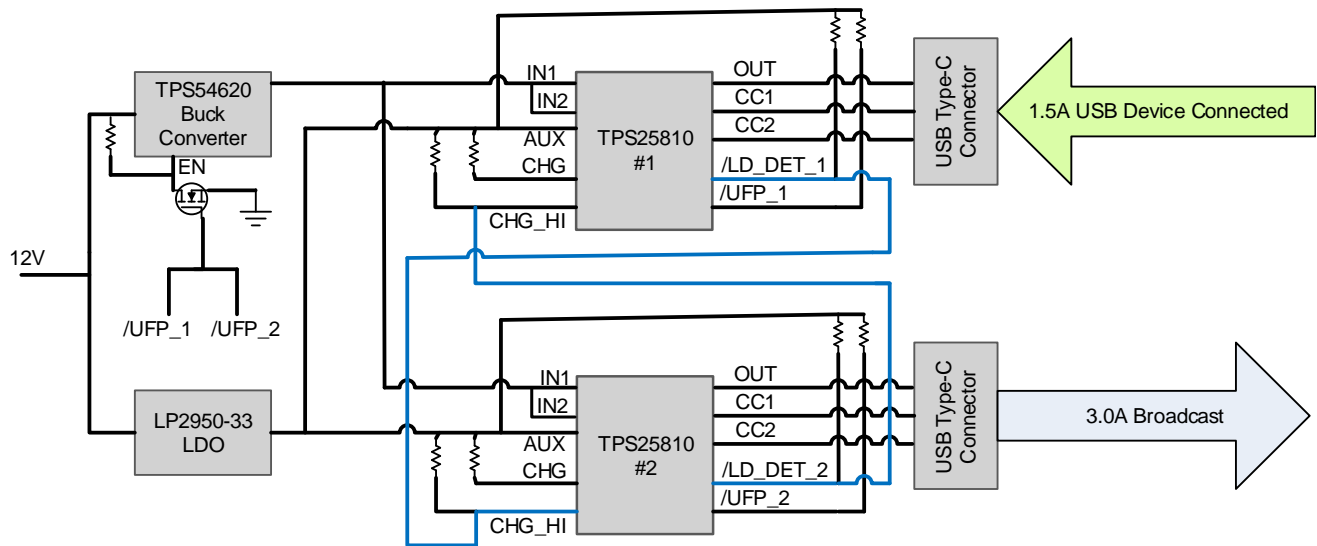 TPS54620
Buck
Converter
EN
12V
/UFP_1
/UFP_2
LP2950-33
LDO
IN1
IN2
AUX
CHG
CHG_HI
TPS25810
#1
OUT
CC1
CC2
/LD_DET_1
/UFP_1
USB Type-C
Connector
1.5A USB Device Connected
IN1
IN2
AUX
CHG
CHG_HI
TPS25810
#2
OUT
CC1
CC2
/LD_DET_2
/UFP_2
USB Type-C
Connector
3.0A Broadcast